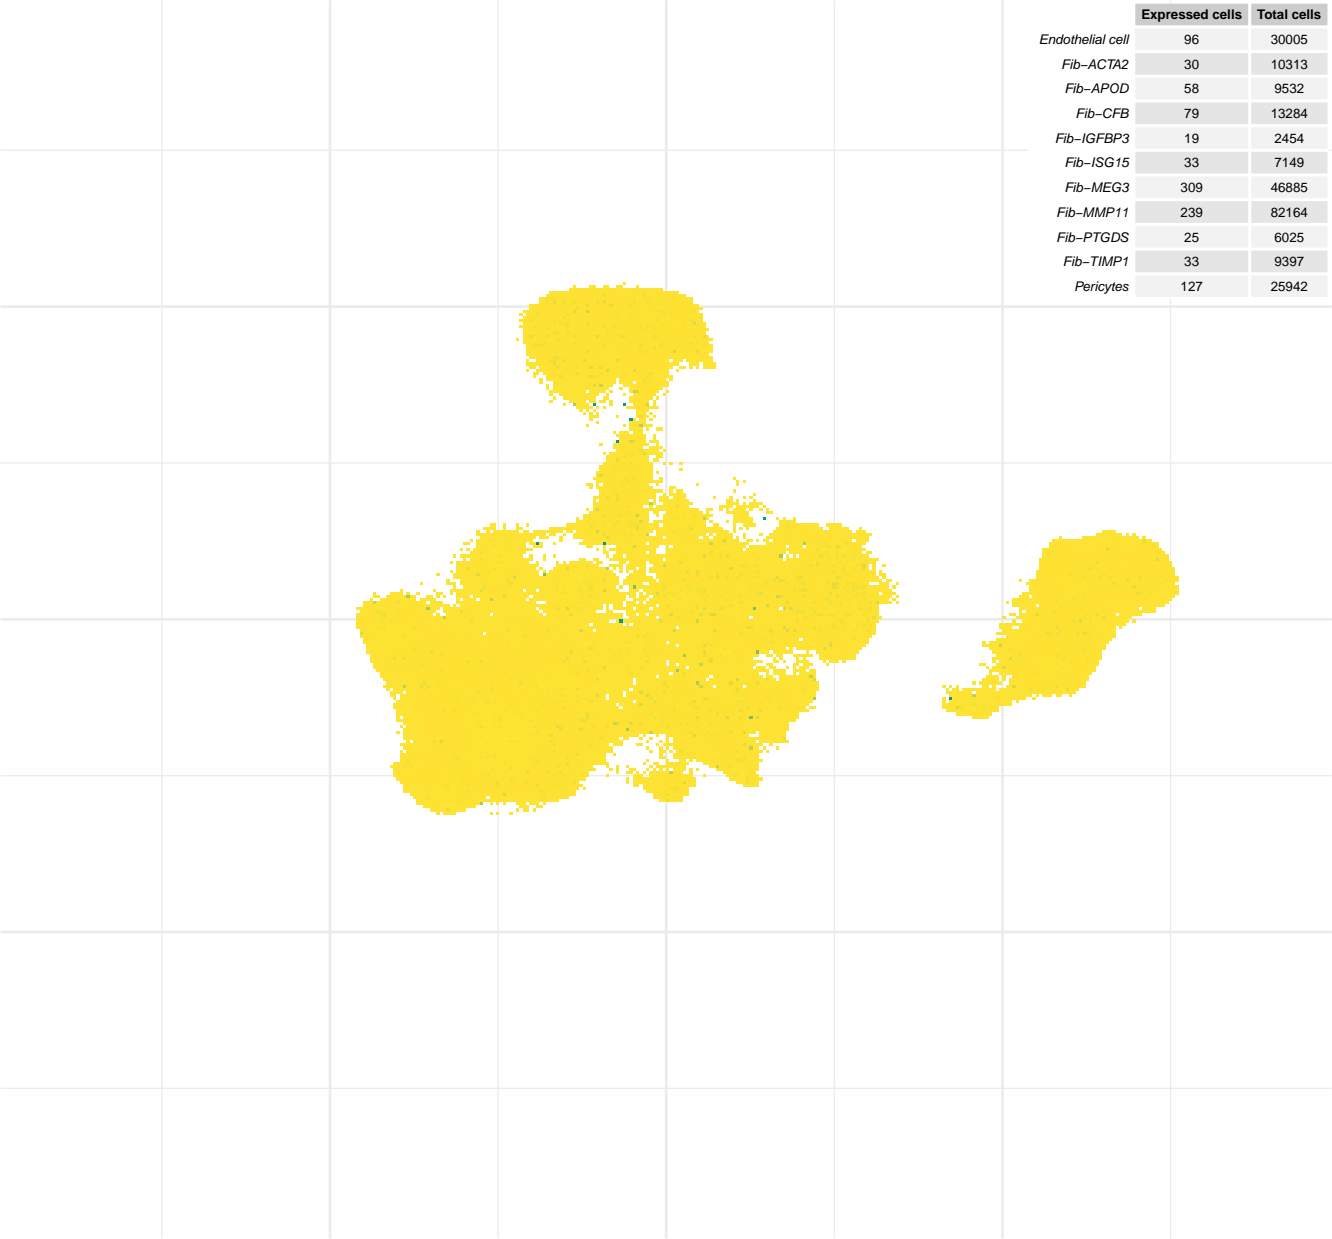 Expressed cells Total cells
Endothelial cell 96 30005
Fib−ACTA2 30 10313
Fib−APOD 58 9532
Fib−CFB 79 13284
Fib−IGFBP3 19 2454
Fib−ISG15 33 7149
Fib−MEG3 309 46885
Fib−MMP11 239 82164
Fib−PTGDS 25 6025
Fib−TIMP1 33 9397
Pericytes 127 25942